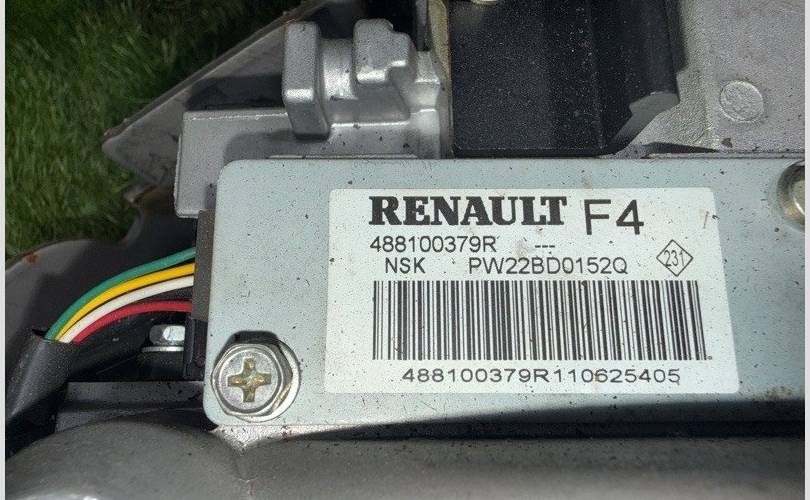 RENAULT F4
488100379R ---
NSK PW22BD0152Q 231
488100379R110625405